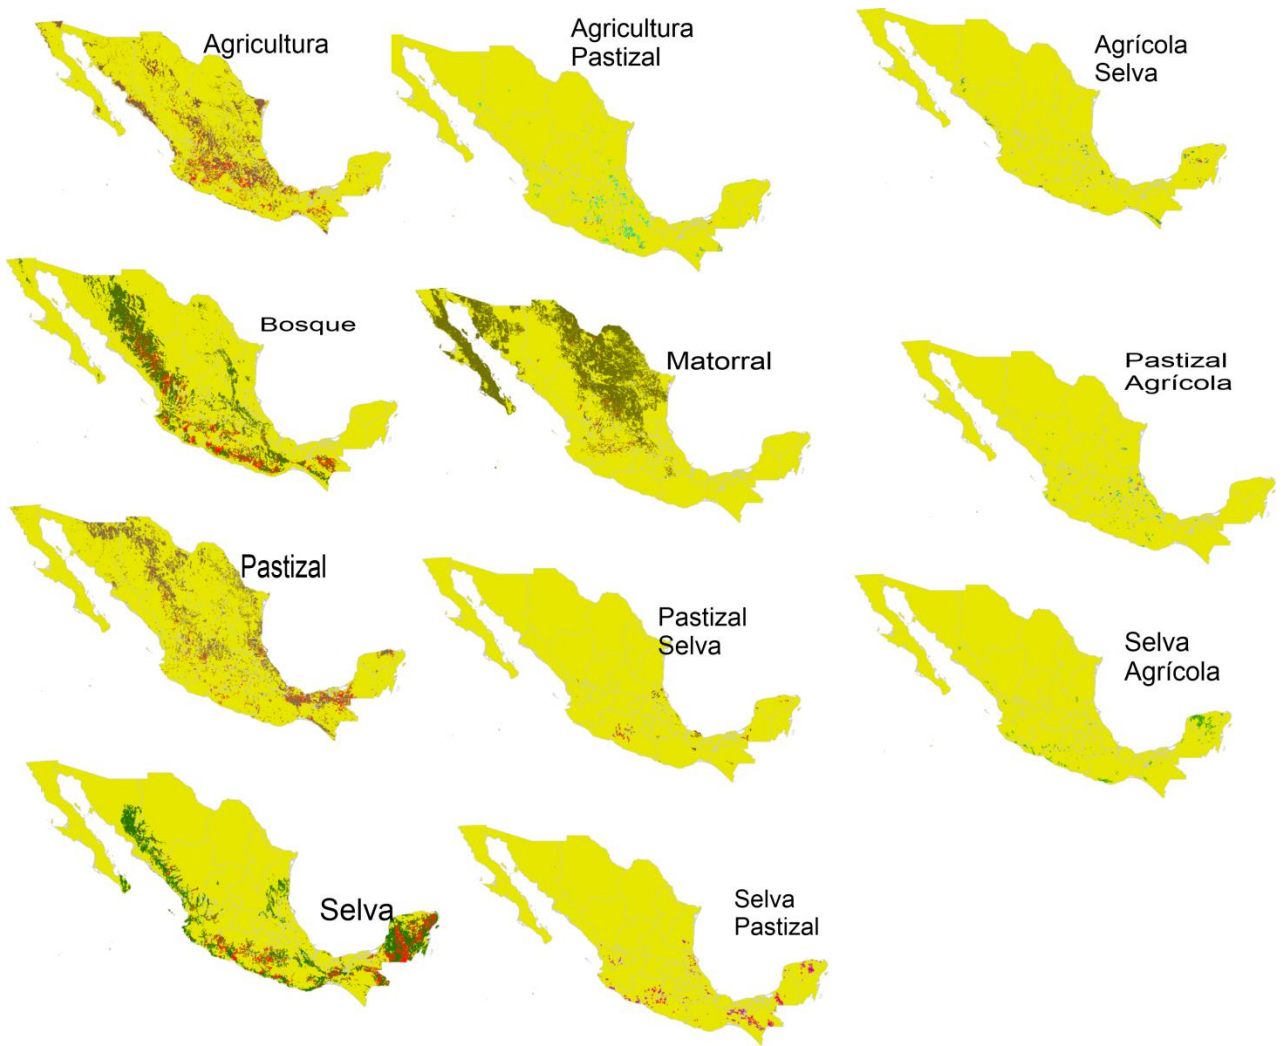 Agricultura
Agricultura
Pastizal
Agrícola
Selva
Bosque
Matorral
Pastizal
Agrícola
Pastizal
Pastizal
Selva
Selva
Agrícola
Selva
Selva
Pastizal